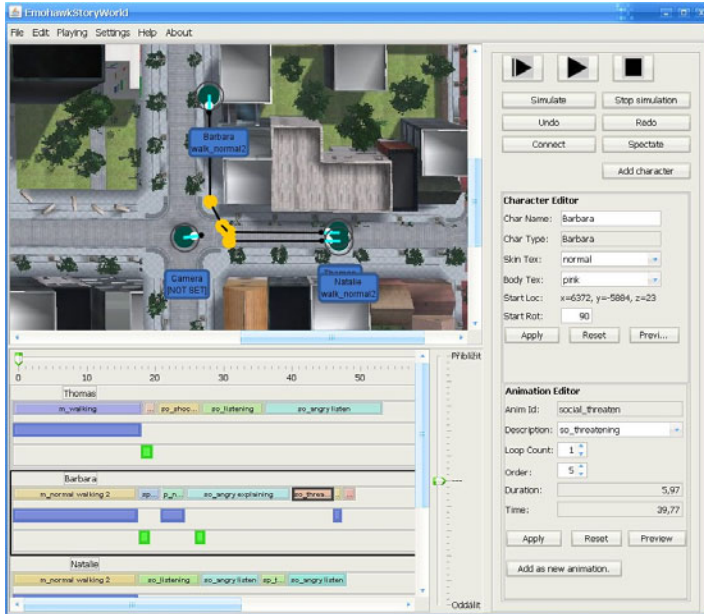 EmohawkStoryWorld
File Edit Playing Settings Help About
Barbara
walk_normal2
Camera
[NOT SET]
Thomas
Natalie
walk_normal2
Simulate Stop simulation
Undo Redo
Connect Spectate
Add character
Character Editor
Char Name: Barbara
Char Type: Barbara
Skin Tex: normal
Body Tex: pink
Start Loc: x=6372, y=-5884, z=23
Start Rot: 90
Apply Reset Previ...
Přiblížit
0 10 20 30 40 50
Thomas
m_walking ... so_shoc... so_listening so_angry listen
Barbara
m_normal walking 2 sp... p_n... so_angry explaining so_threa... ... ...
Natalie
m_normal walking 2 so_listening so_angry listen sp_t... so_angry listen
Oddálit
Animation Editor
Anim Id: social_threaten
Description: so_threatening
Loop Count: 1
Order: 5
Duration: 5,97
Time: 39,77
Apply Reset Preview
Add as new animation.